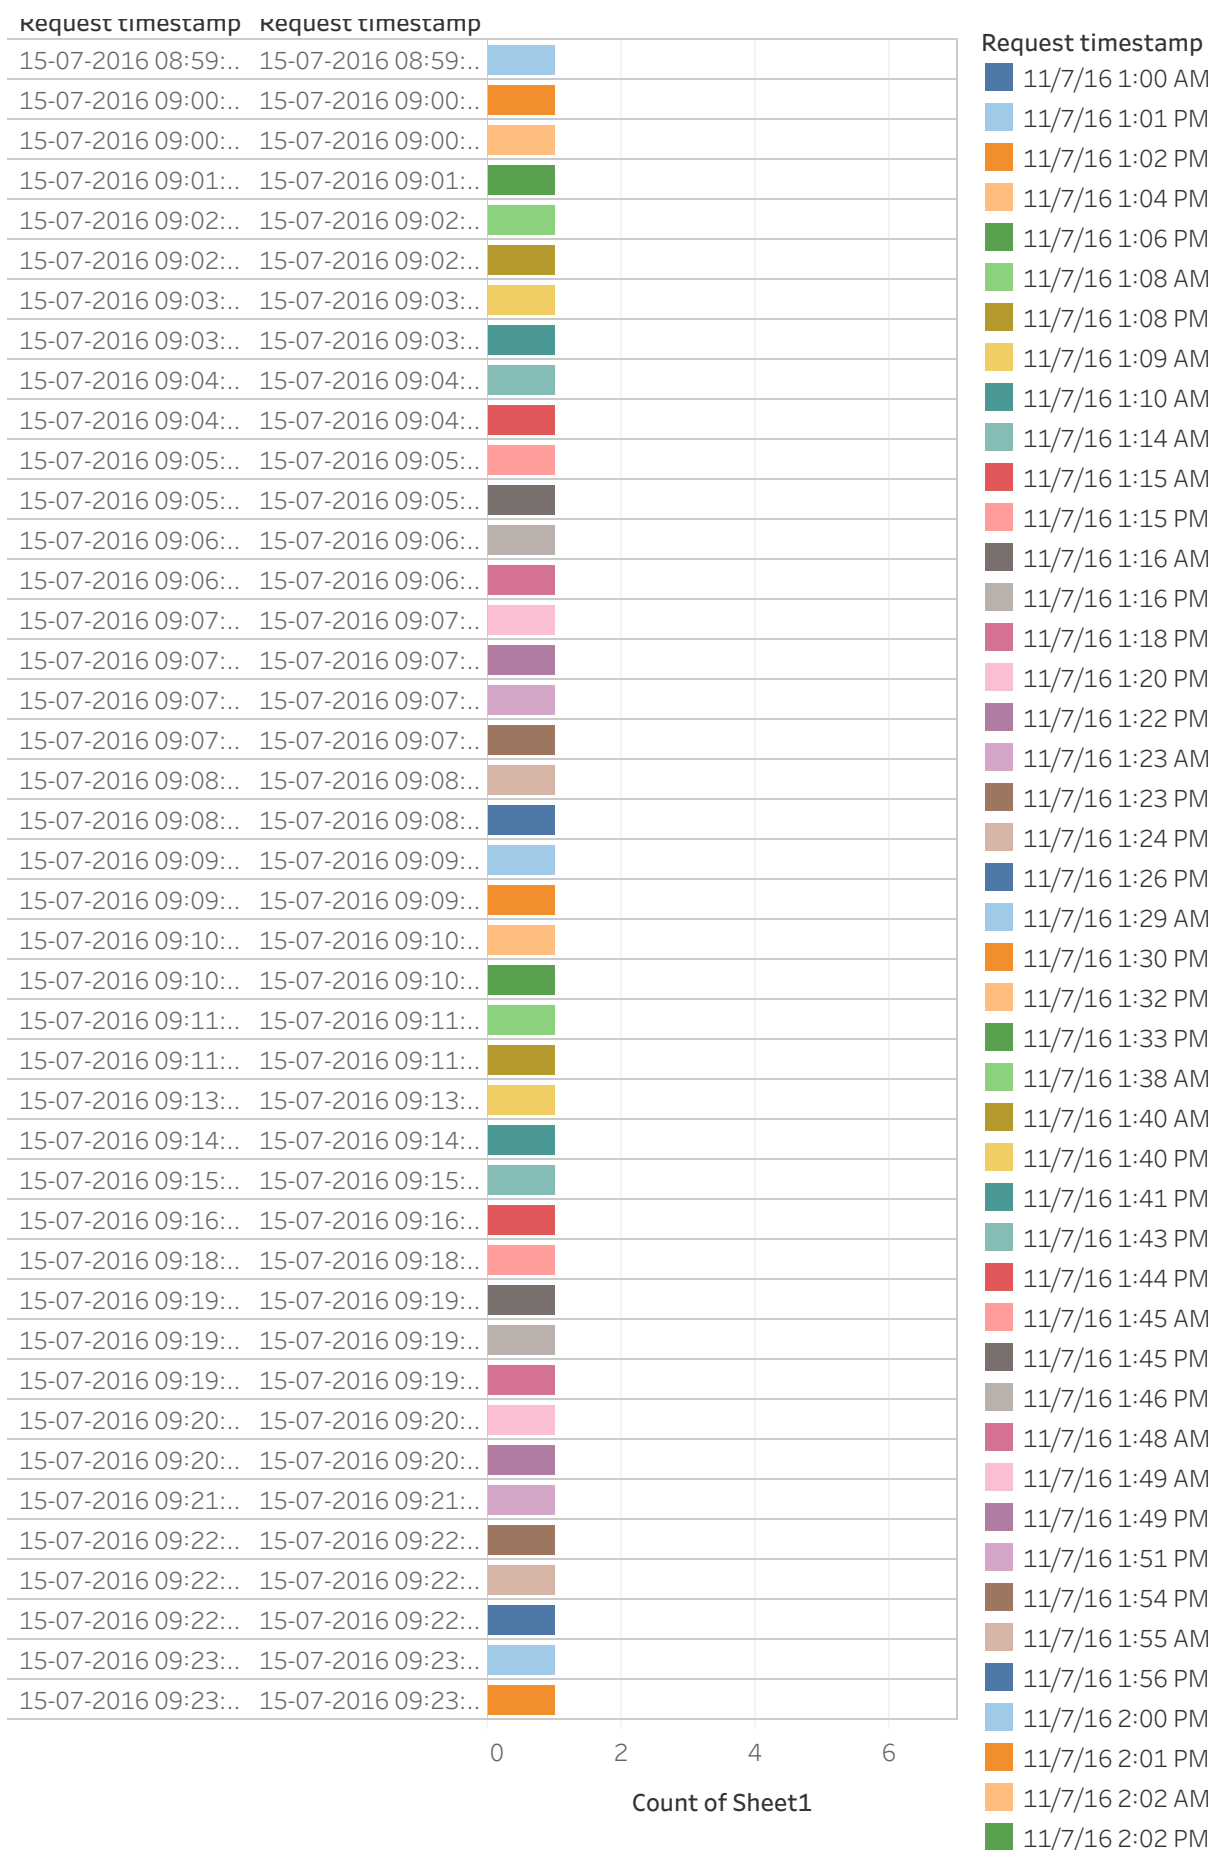 Request timestamp Request timestamp
15-07-2016 08:59:.. 15-07-2016 08:59:..
15-07-2016 09:00:.. 15-07-2016 09:00:..
15-07-2016 09:00:.. 15-07-2016 09:00:..
15-07-2016 09:01:.. 15-07-2016 09:01:..
15-07-2016 09:02:.. 15-07-2016 09:02:..
15-07-2016 09:02:.. 15-07-2016 09:02:..
15-07-2016 09:03:.. 15-07-2016 09:03:..
15-07-2016 09:03:.. 15-07-2016 09:03:..
15-07-2016 09:04:.. 15-07-2016 09:04:..
15-07-2016 09:04:.. 15-07-2016 09:04:..
15-07-2016 09:05:.. 15-07-2016 09:05:..
15-07-2016 09:05:.. 15-07-2016 09:05:..
15-07-2016 09:06:.. 15-07-2016 09:06:..
15-07-2016 09:06:.. 15-07-2016 09:06:..
15-07-2016 09:07:.. 15-07-2016 09:07:..
15-07-2016 09:07:.. 15-07-2016 09:07:..
15-07-2016 09:07:.. 15-07-2016 09:07:..
15-07-2016 09:07:.. 15-07-2016 09:07:..
15-07-2016 09:08:.. 15-07-2016 09:08:..
15-07-2016 09:08:.. 15-07-2016 09:08:..
15-07-2016 09:09:.. 15-07-2016 09:09:..
15-07-2016 09:09:.. 15-07-2016 09:09:..
15-07-2016 09:10:.. 15-07-2016 09:10:..
15-07-2016 09:10:.. 15-07-2016 09:10:..
15-07-2016 09:11:.. 15-07-2016 09:11:..
15-07-2016 09:11:.. 15-07-2016 09:11:..
15-07-2016 09:13:.. 15-07-2016 09:13:..
15-07-2016 09:14:.. 15-07-2016 09:14:..
15-07-2016 09:15:.. 15-07-2016 09:15:..
15-07-2016 09:16:.. 15-07-2016 09:16:..
15-07-2016 09:18:.. 15-07-2016 09:18:..
15-07-2016 09:19:.. 15-07-2016 09:19:..
15-07-2016 09:19:.. 15-07-2016 09:19:..
15-07-2016 09:19:.. 15-07-2016 09:19:..
15-07-2016 09:20:.. 15-07-2016 09:20:..
15-07-2016 09:20:.. 15-07-2016 09:20:..
15-07-2016 09:21:.. 15-07-2016 09:21:..
15-07-2016 09:22:.. 15-07-2016 09:22:..
15-07-2016 09:22:.. 15-07-2016 09:22:..
15-07-2016 09:22:.. 15-07-2016 09:22:..
15-07-2016 09:23:.. 15-07-2016 09:23:..
15-07-2016 09:23:.. 15-07-2016 09:23:..
0 2 4 6
Count of Sheet1
Request timestamp
11/7/16 1:00 AM
11/7/16 1:01 PM
11/7/16 1:02 PM
11/7/16 1:04 PM
11/7/16 1:06 PM
11/7/16 1:08 AM
11/7/16 1:08 PM
11/7/16 1:09 AM
11/7/16 1:10 AM
11/7/16 1:14 AM
11/7/16 1:15 AM
11/7/16 1:15 PM
11/7/16 1:16 AM
11/7/16 1:16 PM
11/7/16 1:18 PM
11/7/16 1:20 PM
11/7/16 1:22 PM
11/7/16 1:23 AM
11/7/16 1:23 PM
11/7/16 1:24 PM
11/7/16 1:26 PM
11/7/16 1:29 AM
11/7/16 1:30 PM
11/7/16 1:32 PM
11/7/16 1:33 PM
11/7/16 1:38 AM
11/7/16 1:40 AM
11/7/16 1:40 PM
11/7/16 1:41 PM
11/7/16 1:43 PM
11/7/16 1:44 PM
11/7/16 1:45 AM
11/7/16 1:45 PM
11/7/16 1:46 PM
11/7/16 1:48 AM
11/7/16 1:49 AM
11/7/16 1:49 PM
11/7/16 1:51 PM
11/7/16 1:54 PM
11/7/16 1:55 AM
11/7/16 1:56 PM
11/7/16 2:00 PM
11/7/16 2:01 PM
11/7/16 2:02 AM
11/7/16 2:02 PM